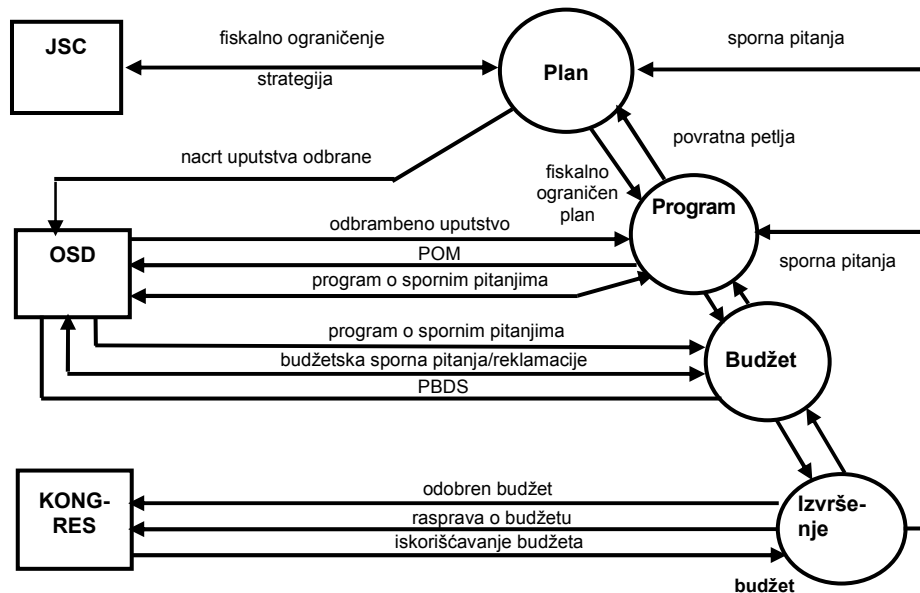 JSC
fiskalno ograničenje
strategija
Plan
sporna pitanja
nacrt uputstva odbrane
povratna petlja
fiskalno
ograničen
plan
Program
OSD
odbrambeno uputstvo
POM
program o spornim pitanjima
sporna pitanja
program o spornim pitanjima
budžetska sporna pitanja/reklamacije
PBDS
Budžet
KONG-
RES
odobren budžet
rasprava o budžetu
iskorišćavanje budžeta
Izvrše-
nje
budžet